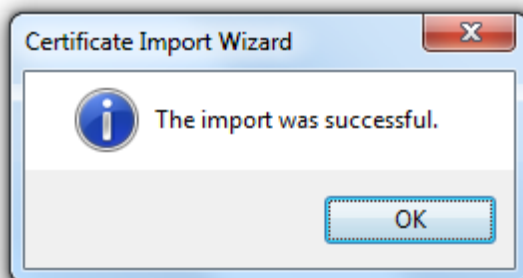 Certificate Import Wizard
The import was successful.
OK